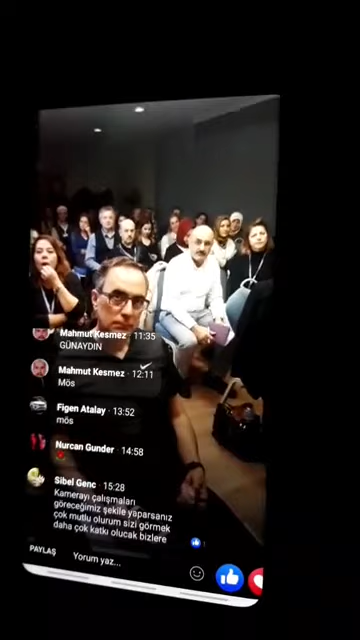 Mahmut Kesmez · 11:35
GÜNAYDIN
Mahmut Kesmez · 12:11
Mös
Figen Atalay · 13:52
mös
Nurcan Gunder · 14:58
Sibel Genc · 15:28
Kamerayı çalışmaları
göreceğimiz şekile yaparsanız
çok mutlu olurum sizi görmek
daha çok katkı olucak bizlere
PAYLAŞ
Yorum yaz...